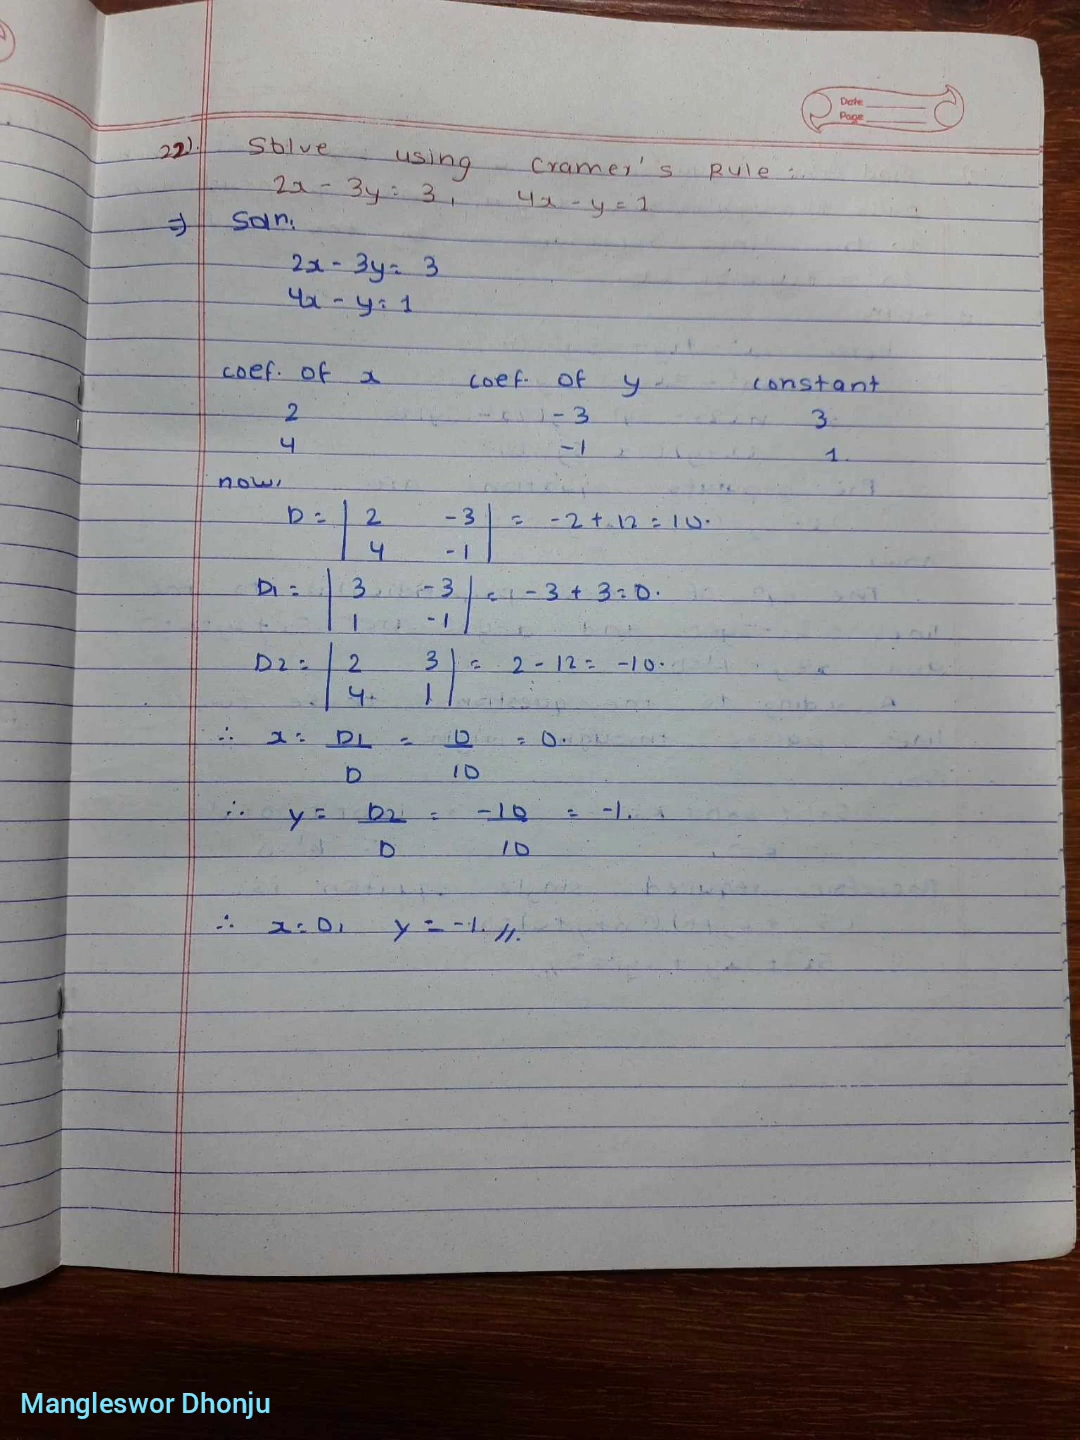 Date
Page
22). Solve using Cramer's Rule:
2x - 3y = 3, 4x - y = 1
⇒ Soln.
2x - 3y = 3
4x - y = 1
coef. of x coef. of y constant
2 -3 3
4 -1 1.
now,
D = | 2 -3 | = -2 + 12 = 10.
| 4 -1 |
D1 = | 3 -3 | = -3 + 3 = 0.
| 1 -1 |
D2 = | 2 3 | = 2 - 12 = -10.
| 4 1 |
∴ x = D1 = 0 = 0.
D 10
∴ y = D2 = -10 = -1.
D 10
∴ x = 0, y = -1. //.
Mangleswor Dhonju